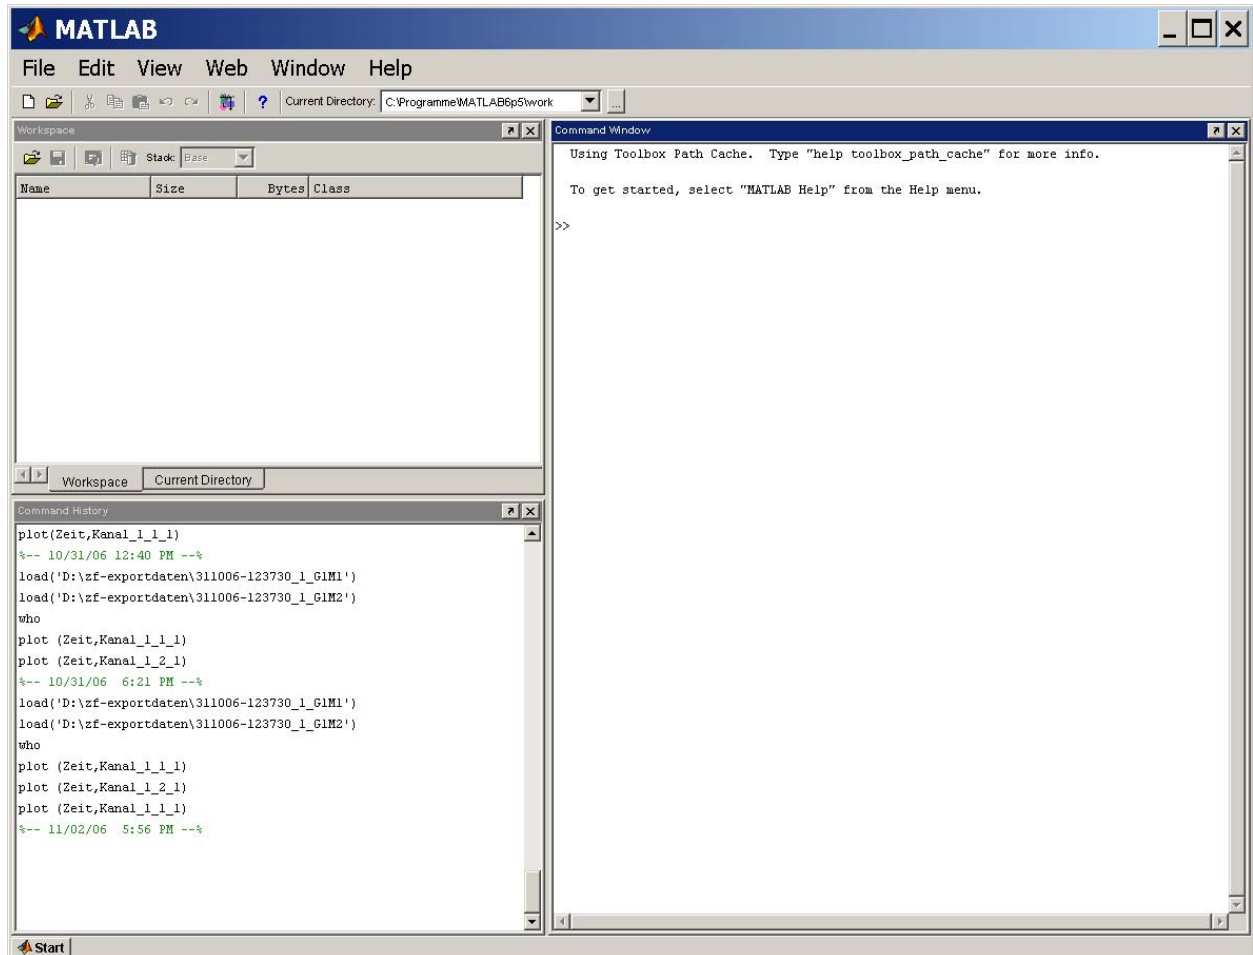 MATLAB
File Edit View Web Window Help
Current Directory: C:\Programme\MATLAB6p5\work ...
Workspace
Stack: Base
Name Size Bytes Class
Workspace Current Directory
Command History
plot(Zeit,Kanal_1_1_1)
%-- 10/31/06 12:40 PM --%
load('D:\zf-exportdaten\311006-123730_1_G1M1')
load('D:\zf-exportdaten\311006-123730_1_G1M2')
who
plot (Zeit,Kanal_1_1_1)
plot (Zeit,Kanal_1_2_1)
%-- 10/31/06  6:21 PM --%
load('D:\zf-exportdaten\311006-123730_1_G1M1')
load('D:\zf-exportdaten\311006-123730_1_G1M2')
who
plot (Zeit,Kanal_1_1_1)
plot (Zeit,Kanal_1_2_1)
plot (Zeit,Kanal_1_1_1)
%-- 11/02/06  5:56 PM --%
Command Window
Using Toolbox Path Cache.  Type "help toolbox_path_cache" for more info.
To get started, select "MATLAB Help" from the Help menu.
>>
Start